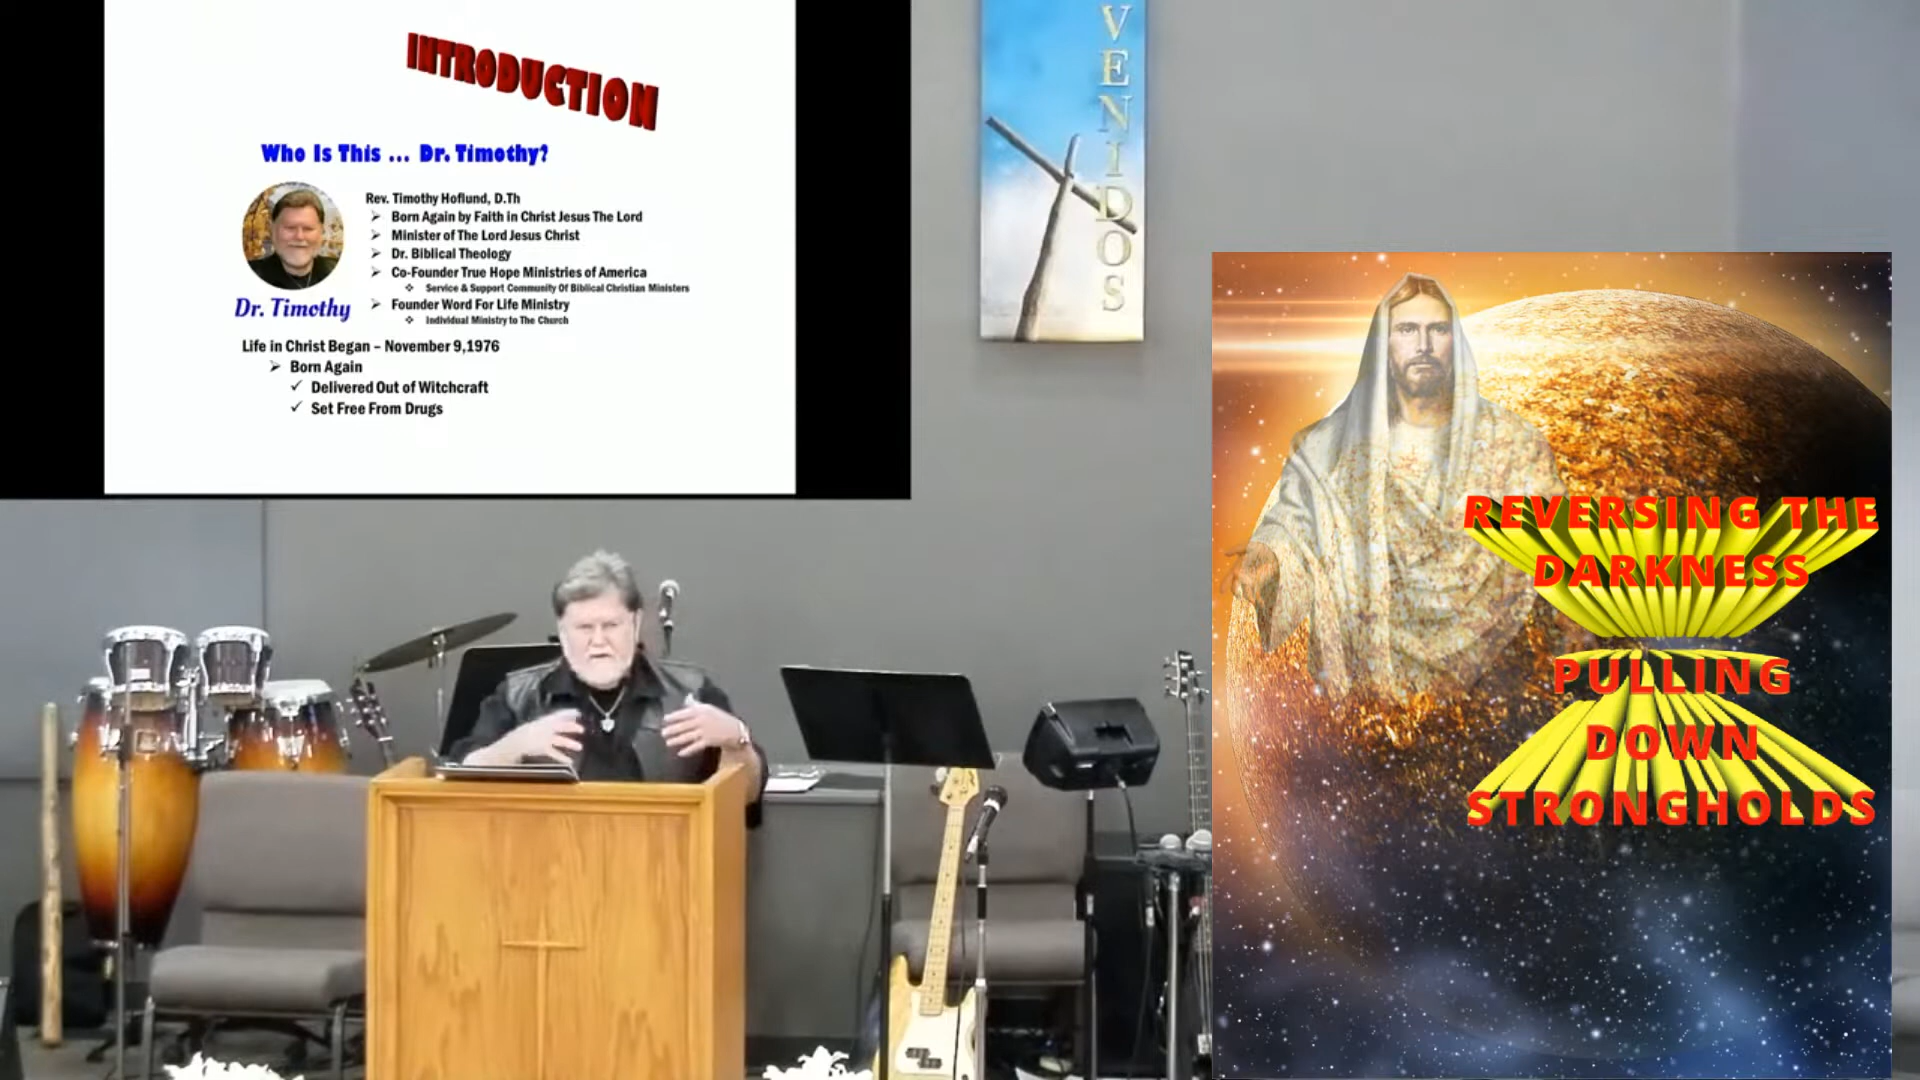 INTRODUCTION
Who Is This ... Dr. Timothy?
Rev. Timothy Hoflund, D.Th
Born Again by Faith in Christ Jesus The Lord
Minister of The Lord Jesus Christ
Dr. Biblical Theology
Co-Founder True Hope Ministries of America
Service & Support Community Of Biblical Christian Ministers
Founder Word For Life Ministry
Individual Ministry to The Church
Dr. Timothy
Life in Christ Began – November 9,1976
Born Again
Delivered Out of Witchcraft
Set Free From Drugs
VENIDOS
REVERSING THE
DARKNESS
PULLING
DOWN
STRONGHOLDS